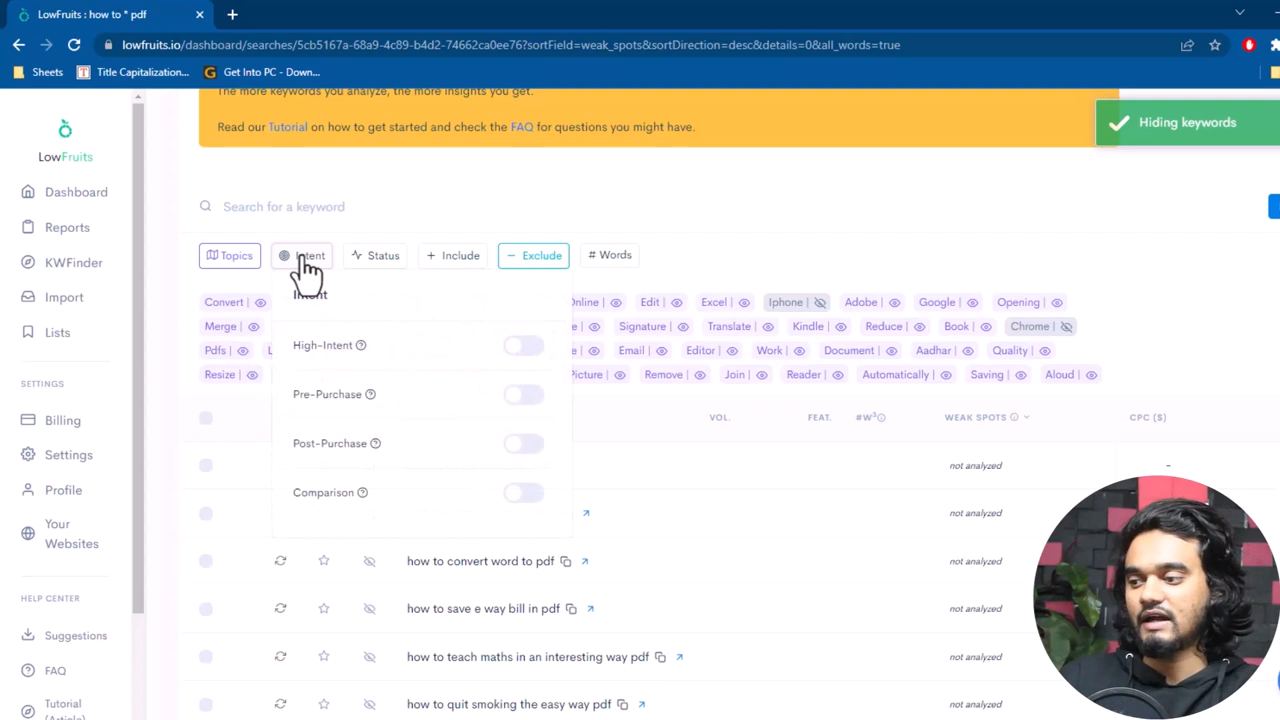 LowFruits : how to * pdf
lowfruits.io/dashboard/searches/5cb5167a-68a9-4c89-b4d2-74662ca0ee76?sortField=weak_spots&sortDirection=desc&details=0&all_words=true
Sheets Title Capitalization... Get Into PC - Down...
The more keywords you analyze, the more insights you get.
Read our Tutorial on how to get started and check the FAQ for questions you might have.
Hiding keywords
LowFruits
Dashboard
Reports
KWFinder
Import
Lists
SETTINGS
Billing
Settings
Profile
Your
Websites
HELP CENTER
Suggestions
FAQ
Tutorial
(Article)
Search for a keyword
Topics Intent Status + Include − Exclude # Words
Intent
High-Intent
Pre-Purchase
Post-Purchase
Comparison
Convert | Online | Edit | Excel | Iphone | Adobe | Google | Opening |
Merge | Signature | Translate | Kindle | Reduce | Book | Chrome |
Pdfs | Email | Editor | Work | Document | Aadhar | Quality |
Resize | Picture | Remove | Join | Reader | Automatically | Saving | Aloud |
VOL. FEAT. #W³ WEAK SPOTS CPC ($)
not analyzed -
not analyzed
how to convert word to pdf not analyzed
how to save e way bill in pdf not analyzed
how to teach maths in an interesting way pdf not analyzed
how to quit smoking the easy way pdf not analyzed